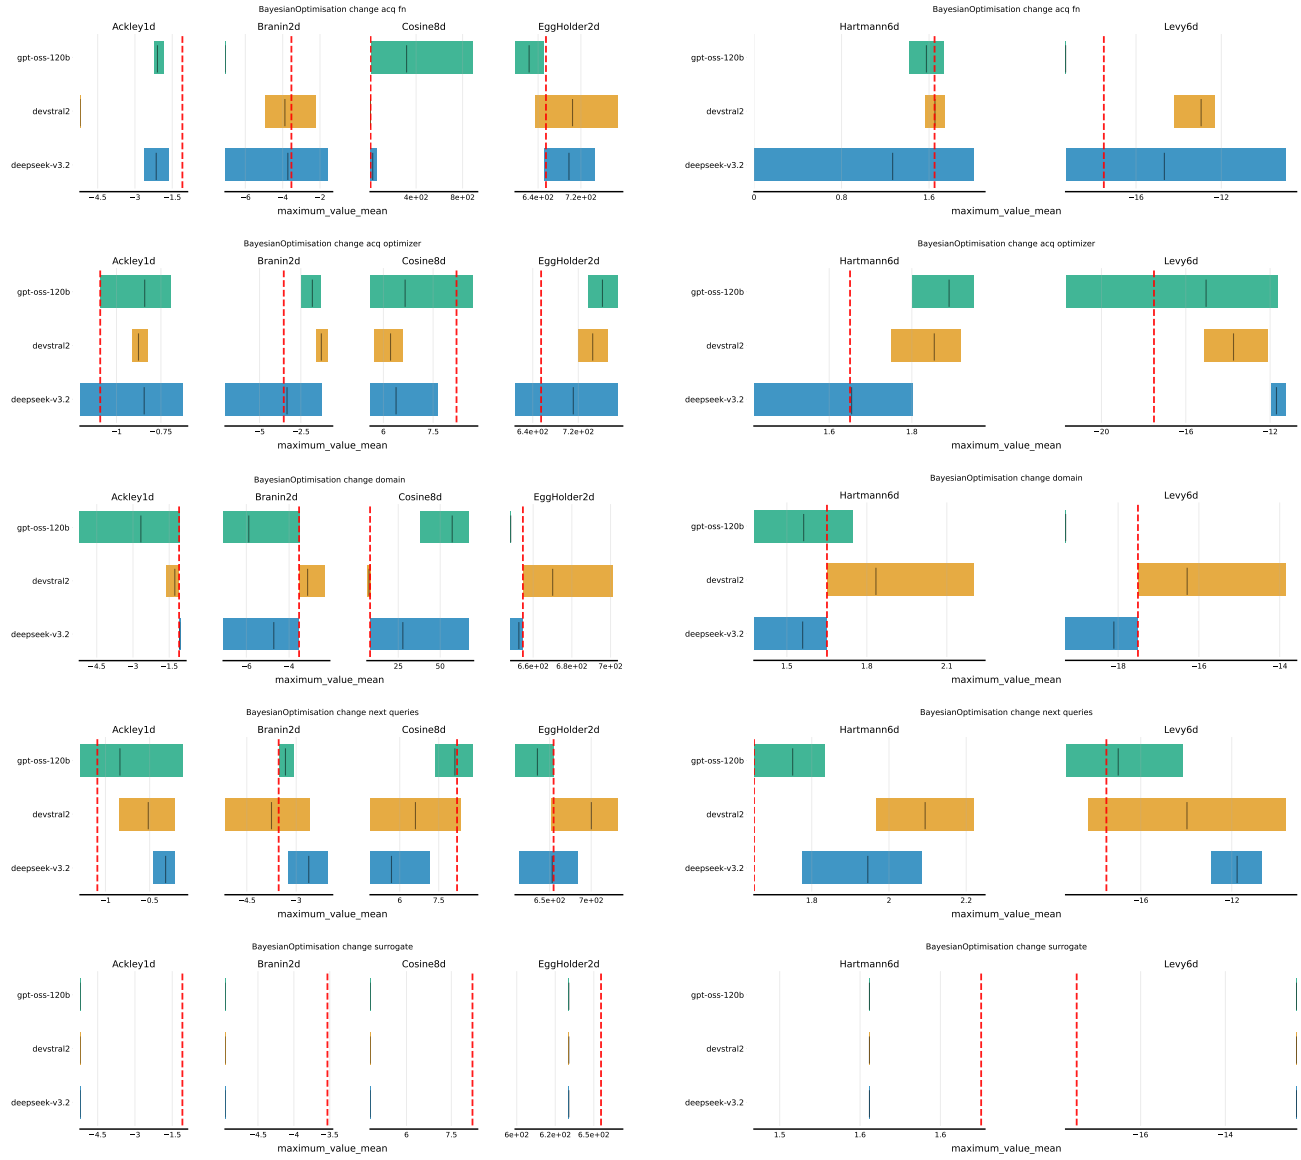 BayesianOptimisation change acq fn
Ackley1d Branin2d Cosine8d EggHolder2d
gpt-oss-120b
devstral2
deepseek-v3.2
−4.5 −3 −1.5 −6 −4 −2 4e+02 8e+02 6.4e+02 7.2e+02
maximum_value_mean
BayesianOptimisation change acq fn
Hartmann6d Levy6d
gpt-oss-120b
devstral2
deepseek-v3.2
0 0.8 1.6 −16 −12
maximum_value_mean
BayesianOptimisation change acq optimizer
Ackley1d Branin2d Cosine8d EggHolder2d
gpt-oss-120b
devstral2
deepseek-v3.2
−1 −0.75 −5 −2.5 6 7.5 6.4e+02 7.2e+02
maximum_value_mean
BayesianOptimisation change acq optimizer
Hartmann6d Levy6d
gpt-oss-120b
devstral2
deepseek-v3.2
1.6 1.8 −20 −16 −12
maximum_value_mean
BayesianOptimisation change domain
Ackley1d Branin2d Cosine8d EggHolder2d
gpt-oss-120b
devstral2
deepseek-v3.2
−4.5 −3 −1.5 −6 −4 25 50 6.6e+02 6.8e+02 7e+02
maximum_value_mean
BayesianOptimisation change domain
Hartmann6d Levy6d
gpt-oss-120b
devstral2
deepseek-v3.2
1.5 1.8 2.1 −18 −16 −14
maximum_value_mean
BayesianOptimisation change next queries
Ackley1d Branin2d Cosine8d EggHolder2d
gpt-oss-120b
devstral2
deepseek-v3.2
−1 −0.5 −4.5 −3 6 7.5 6.5e+02 7e+02
maximum_value_mean
BayesianOptimisation change next queries
Hartmann6d Levy6d
gpt-oss-120b
devstral2
deepseek-v3.2
1.8 2 2.2 −16 −12
maximum_value_mean
BayesianOptimisation change surrogate
Ackley1d Branin2d Cosine8d EggHolder2d
gpt-oss-120b
devstral2
deepseek-v3.2
−4.5 −3 −1.5 −4.5 −4 −3.5 6 7.5 6e+02 6.2e+02 6.5e+02
maximum_value_mean
BayesianOptimisation change surrogate
Hartmann6d Levy6d
gpt-oss-120b
devstral2
deepseek-v3.2
1.5 1.6 1.6 −16 −14
maximum_value_mean